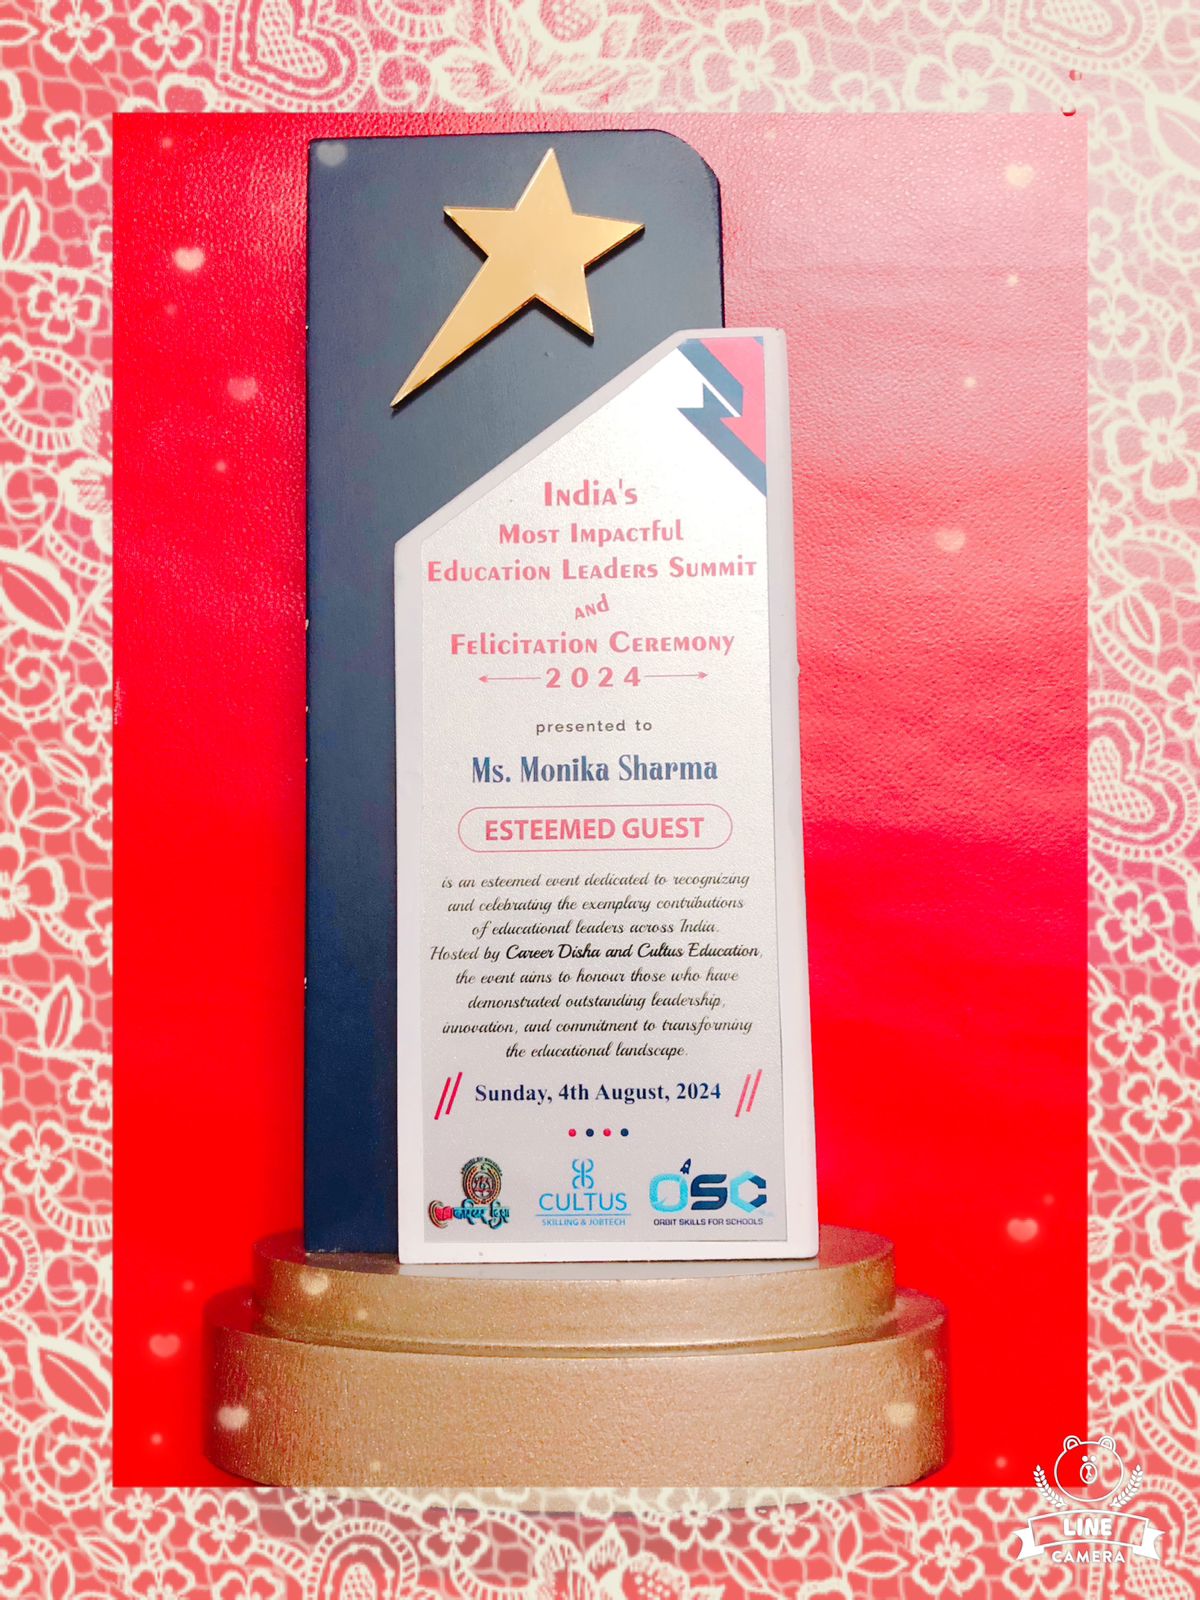 India's
Most Impactful
Education Leaders Summit
and
Felicitation Ceremony
2024
presented to
Ms. Monika Sharma
ESTEEMED GUEST
is an esteemed event dedicated to recognizing
and celebrating the exemplary contributions
of educational leaders across India.
Hosted by Career Disha and Cultus Education,
the event aims to honour those who have
demonstrated outstanding leadership,
innovation, and commitment to transforming
the educational landscape.
Sunday, 4th August, 2024
करियर दिशा
CULTUS
SKILLING & JOBTECH
OSC
ORBIT SKILLS FOR SCHOOLS
LINE
CAMERA